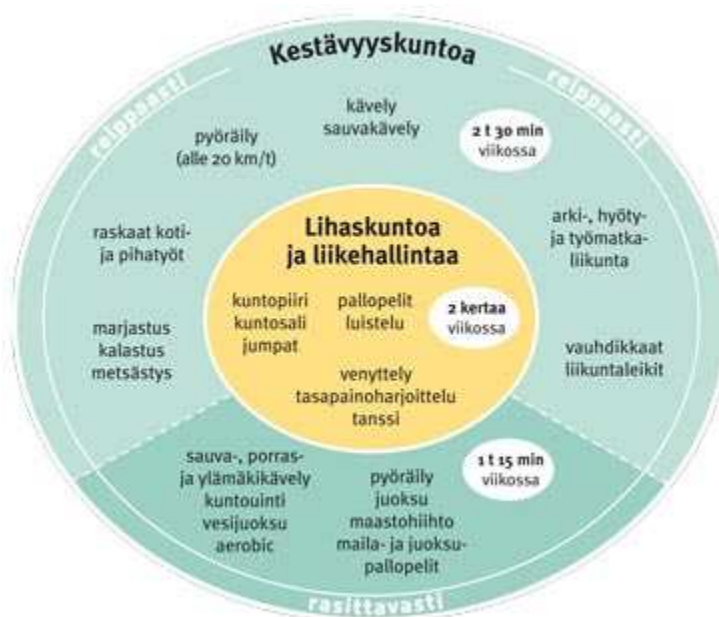 Kestävyyskuntoa
reippaasti
reippaasti
kävely
sauvakävely
2 t 30 min
viikossa
pyöräily
(alle 20 km/t)
raskaat koti-
ja pihatyöt
arki-, hyöty-
ja työmatka-
liikunta
marjastus
kalastus
metsästys
vauhdikkaat
liikuntaleikit
Lihaskuntoa
ja liikehallintaa
kuntopiiri
kuntosali
jumpat
pallopelit
luistelu
2 kertaa
viikossa
venyttely
tasapainoharjoittelu
tanssi
sauva-, porras-
ja ylämäkikävely
kuntouinti
vesijuoksu
aerobic
pyöräily
juoksu
maastohiihto
maila- ja juoksu-
pallopelit
1 t 15 min
viikossa
rasittavasti